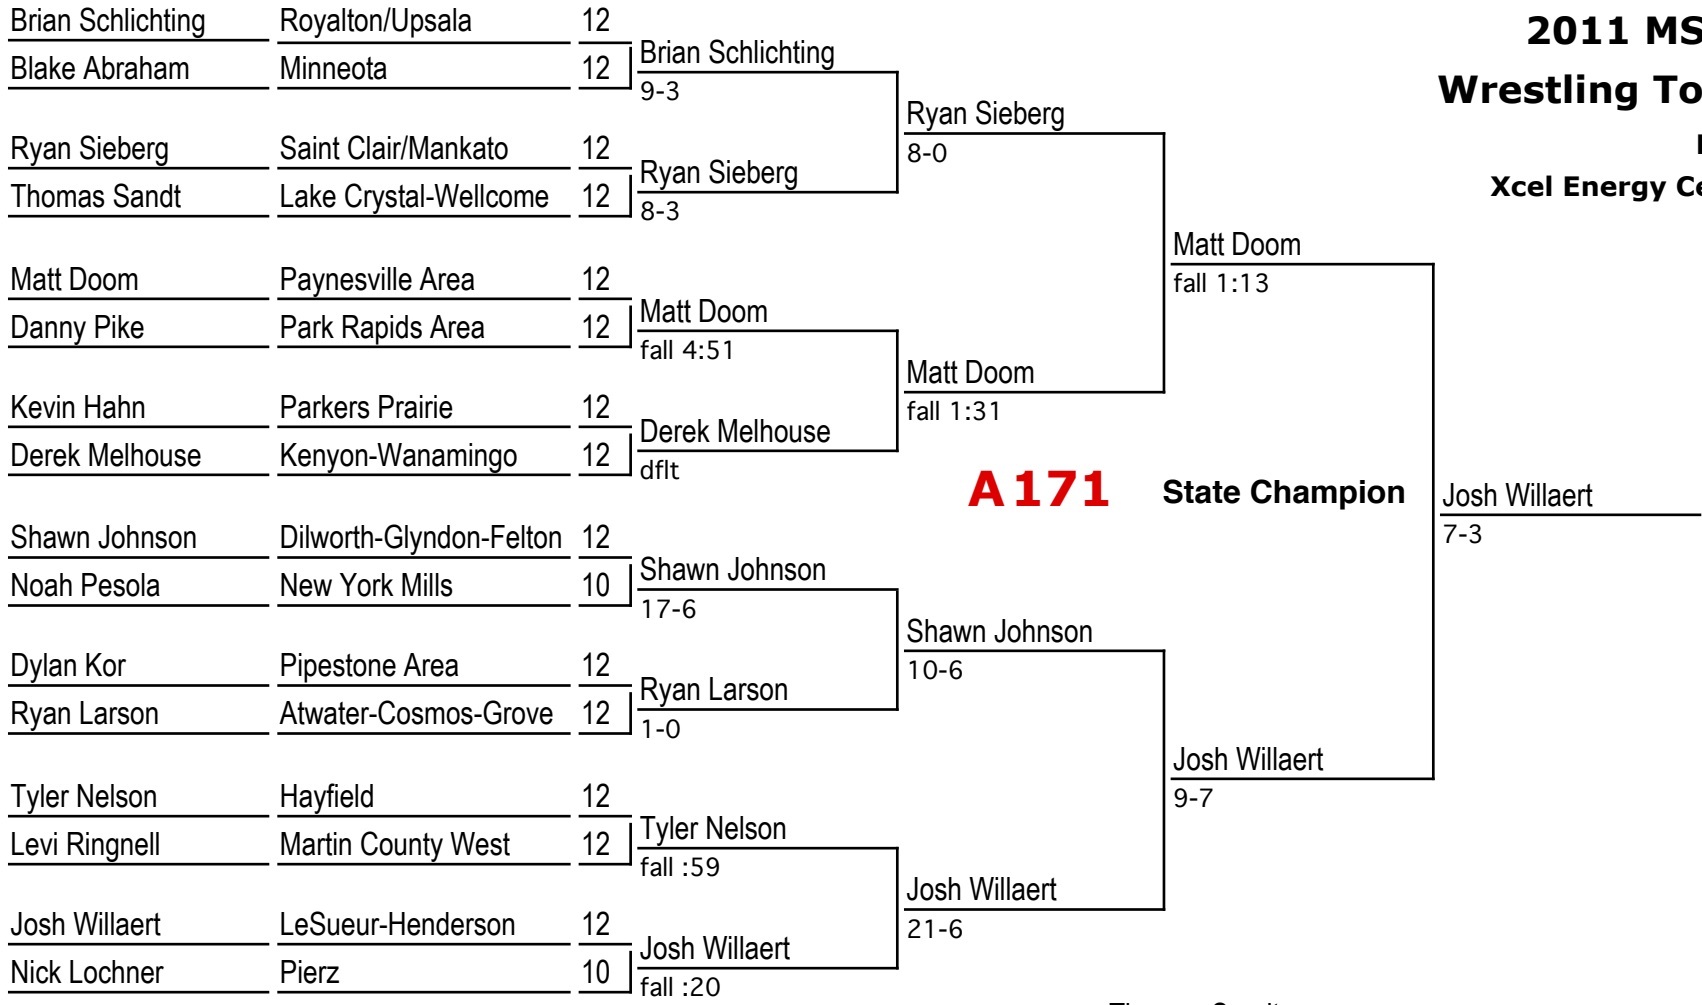 Brian Schlichting Royalton/Upsala 12
Blake Abraham Minneota 12
Ryan Sieberg Saint Clair/Mankato 12
Thomas Sandt Lake Crystal-Wellcome 12
Matt Doom Paynesville Area 12
Danny Pike Park Rapids Area 12
Kevin Hahn Parkers Prairie 12
Derek Melhouse Kenyon-Wanamingo 12
Shawn Johnson Dilworth-Glyndon-Felton 12
Noah Pesola New York Mills 10
Dylan Kor Pipestone Area 12
Ryan Larson Atwater-Cosmos-Grove 12
Tyler Nelson Hayfield 12
Levi Ringnell Martin County West 12
Josh Willaert LeSueur-Henderson 12
Nick Lochner Pierz 10
Brian Schlichting
9-3
Ryan Sieberg
8-3
Matt Doom
fall 4:51
Derek Melhouse
dflt
Shawn Johnson
17-6
Ryan Larson
1-0
Tyler Nelson
fall :59
Josh Willaert
fall :20
Ryan Sieberg
8-0
Matt Doom
fall 1:31
Shawn Johnson
10-6
Josh Willaert
21-6
Matt Doom
fall 1:13
Josh Willaert
9-7
A 171 State Champion
Josh Willaert
7-3
2011 MS
Wrestling To
Xcel Energy Ce